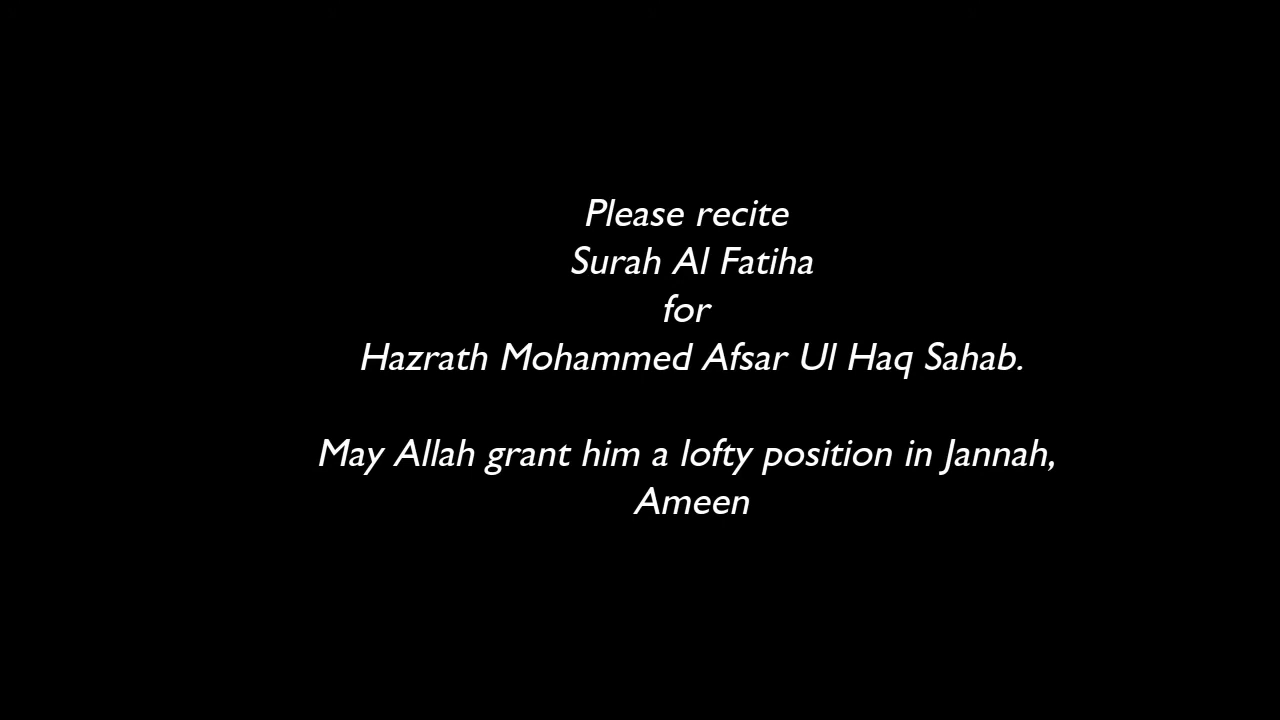 Please recite
Surah Al Fatiha
for
Hazrath Mohammed Afsar Ul Haq Sahab.
May Allah grant him a lofty position in Jannah,
Ameen